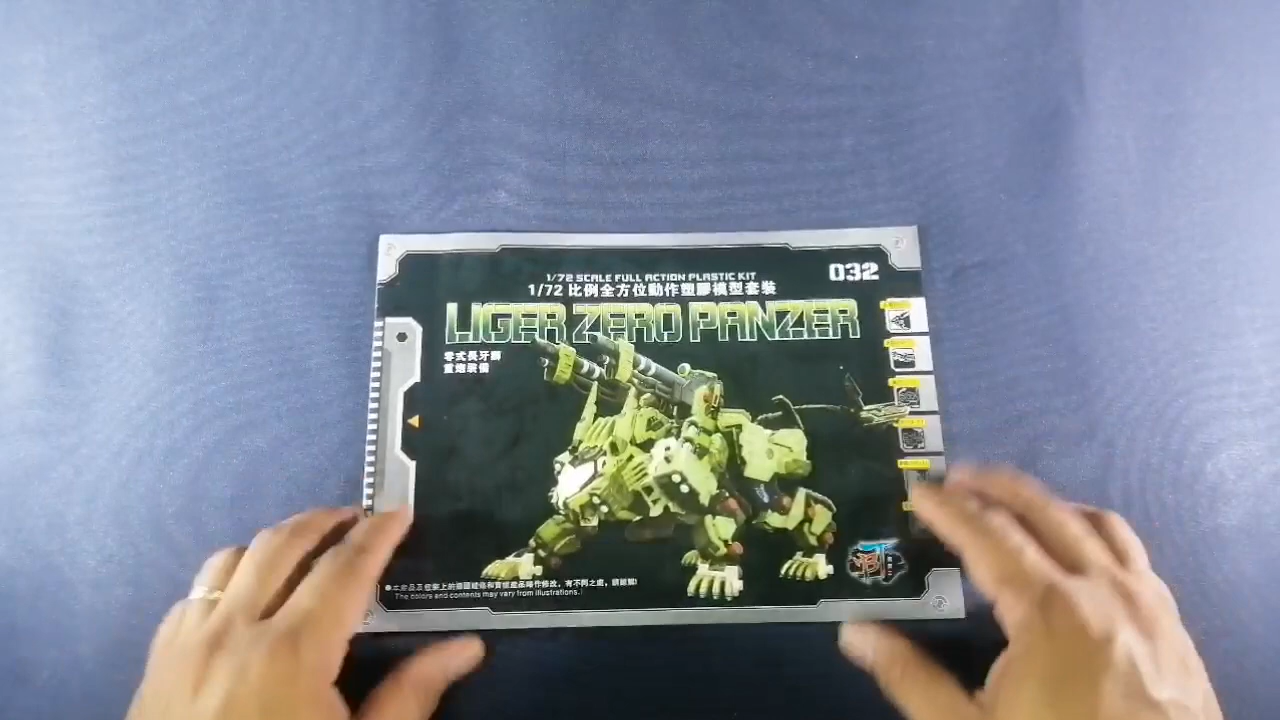 1/72 SCALE FULL ACTION PLASTIC KIT
032
1/72 比例全方位動作塑膠模型套裝
LIGER ZERO PANZER
零式長牙獅
重炮裝備
The colors and contents may vary from illustrations.